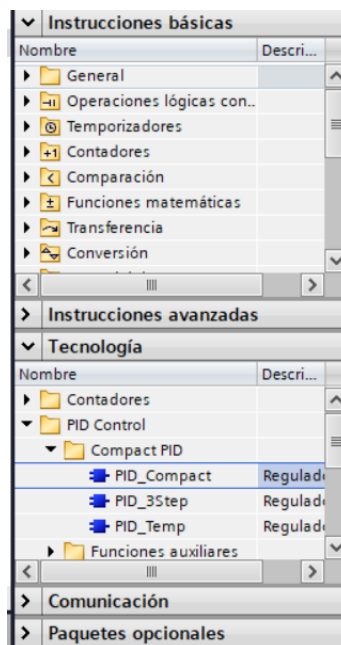 Instrucciones básicas
Nombre Descri...
General
Operaciones lógicas con..
Temporizadores
+1 Contadores
Comparación
Funciones matemáticas
Transferencia
Conversión
Instrucciones avanzadas
Tecnología
Nombre Descri...
Contadores
PID Control
Compact PID
PID_Compact Regulad
PID_3Step Regulad
PID_Temp Regulad
Funciones auxiliares
Comunicación
Paquetes opcionales